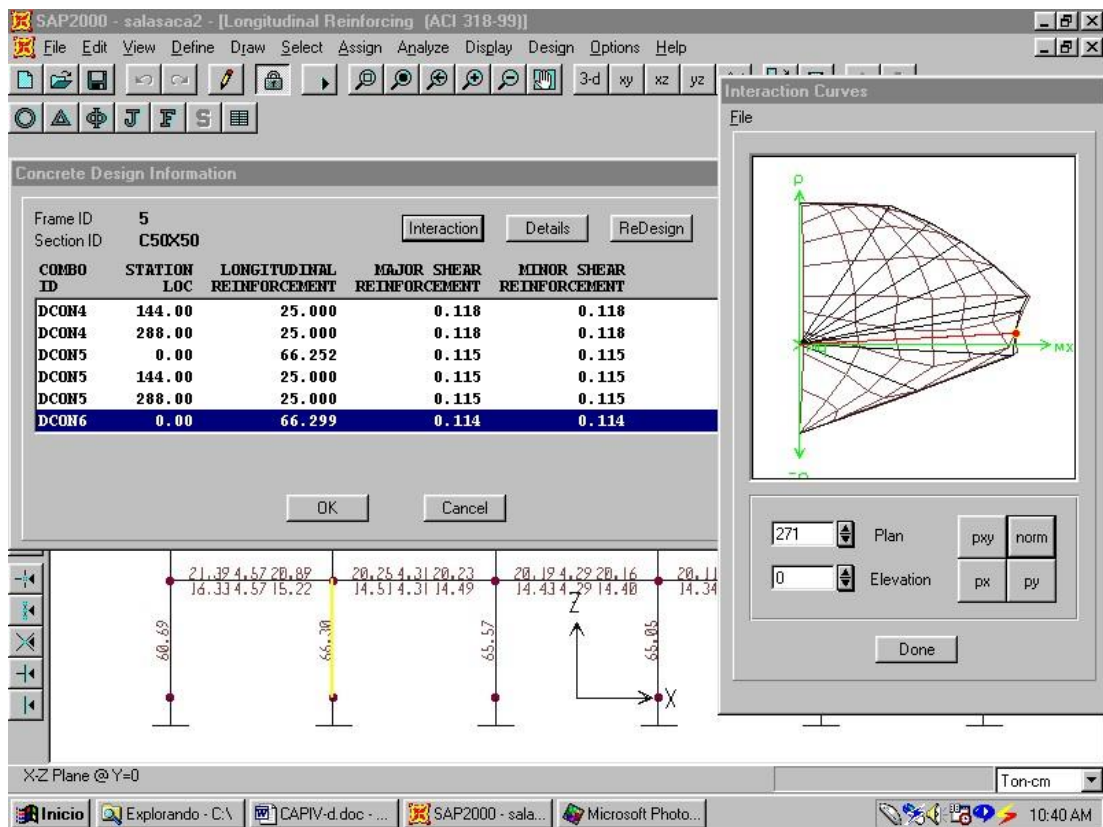 SAP2000 - salasaca2 - [Longitudinal Reinforcing (ACI 318-99)]
File Edit View Define Draw Select Assign Analyze Display Design Options Help
3-d xy xz yz
J F S
Concrete Design Information
Frame ID 5
Section ID C50X50
Interaction Details ReDesign
COMBO STATION LONGITUDINAL MAJOR SHEAR MINOR SHEAR
ID LOC REINFORCEMENT REINFORCEMENT REINFORCEMENT
DCON4 144.00 25.000 0.118 0.118
DCON4 288.00 25.000 0.118 0.118
DCON5 0.00 66.252 0.115 0.115
DCON5 144.00 25.000 0.115 0.115
DCON5 288.00 25.000 0.115 0.115
DCON6 0.00 66.299 0.114 0.114
OK Cancel
Interaction Curves
File
P
MX
271 Plan pxy norm
0 Elevation px py
Done
21.39 4.57 20.89 20.25 4.31 20.23 20.19 4.29 20.16 20.11
16.33 4.57 15.22 14.51 4.31 14.49 14.43 4.29 14.40 14.34
60.69 66.30 65.57 65.05
Z
X
X-Z Plane @ Y=0
Ton-cm
Inicio Explorando - C:\ CAPIV-d.doc - ... SAP2000 - sala... Microsoft Photo... 10:40 AM